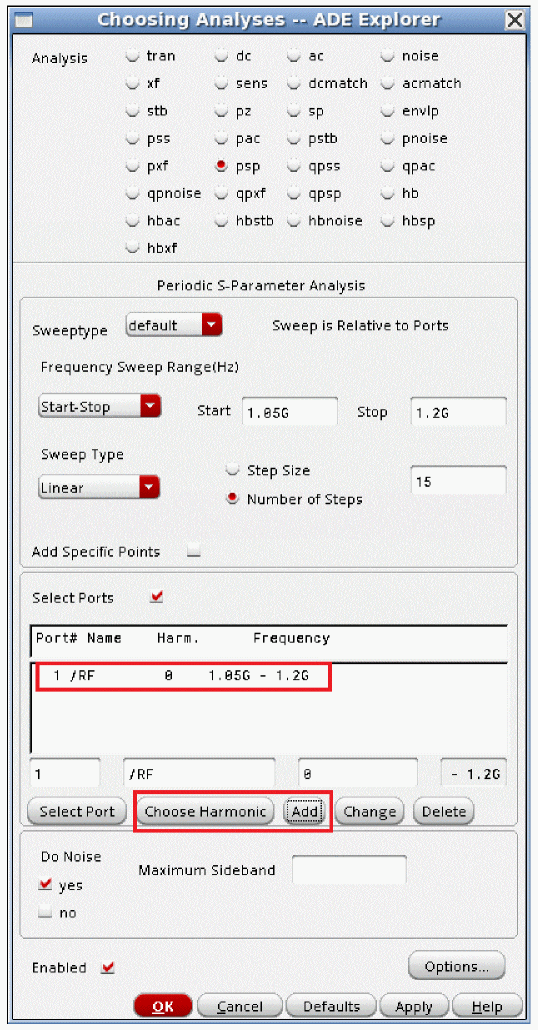 Choosing Analyses -- ADE Explorer
Analysis tran dc ac noise
xf sens dcmatch acmatch
stb pz sp envlp
pss pac pstb pnoise
pxf psp qpss qpac
qpnoise qpxf qpsp hb
hbac hbstb hbnoise hbsp
hbxf
Periodic S-Parameter Analysis
Sweeptype default Sweep is Relative to Ports
Frequency Sweep Range(Hz)
Start-Stop Start 1.05G Stop 1.2G
Sweep Type
Linear
Step Size
Number of Steps
15
Add Specific Points
Select Ports
Port# Name Harm. Frequency
1 /RF 0 1.05G - 1.2G
1 /RF 0 - 1.2G
Select Port Choose Harmonic Add Change Delete
Do Noise
yes
no
Maximum Sideband
Enabled
Options...
OK Cancel Defaults Apply Help